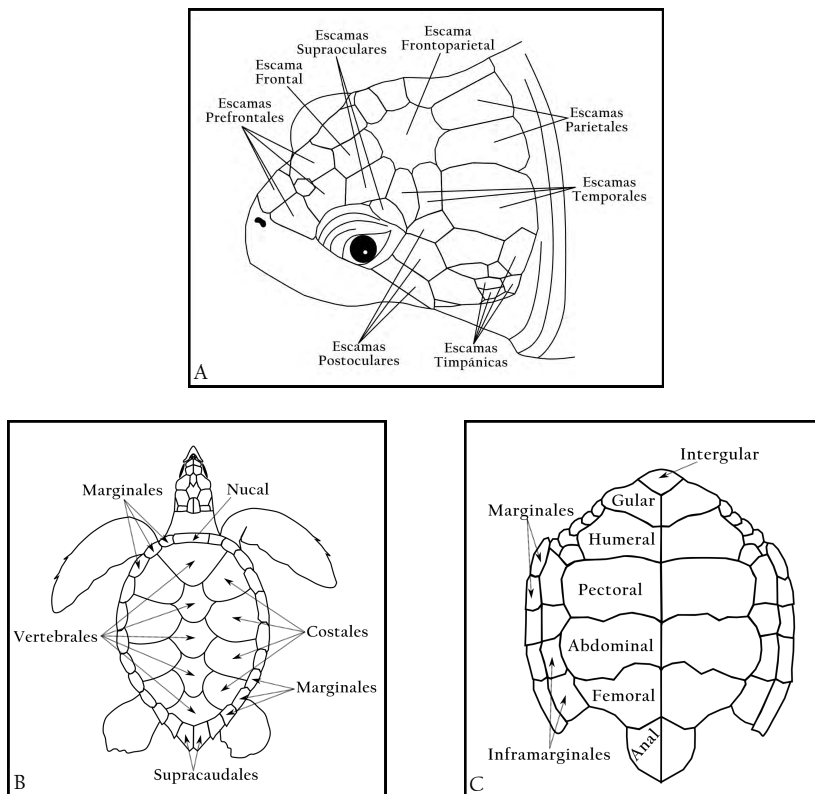 Escamas
Supraoculares
Escama
Frontoparietal
Escama
Frontal
Escamas
Prefrontales
Escamas
Parietales
Escamas
Temporales
Escamas
Postoculares
Escamas
Timpánicas
A
Marginales
Nucal
Vertebrales
Costales
Marginales
Supracaudales
B
Intergular
Marginales
Gular
Humeral
Pectoral
Abdominal
Femoral
Anal
Inframarginales
C